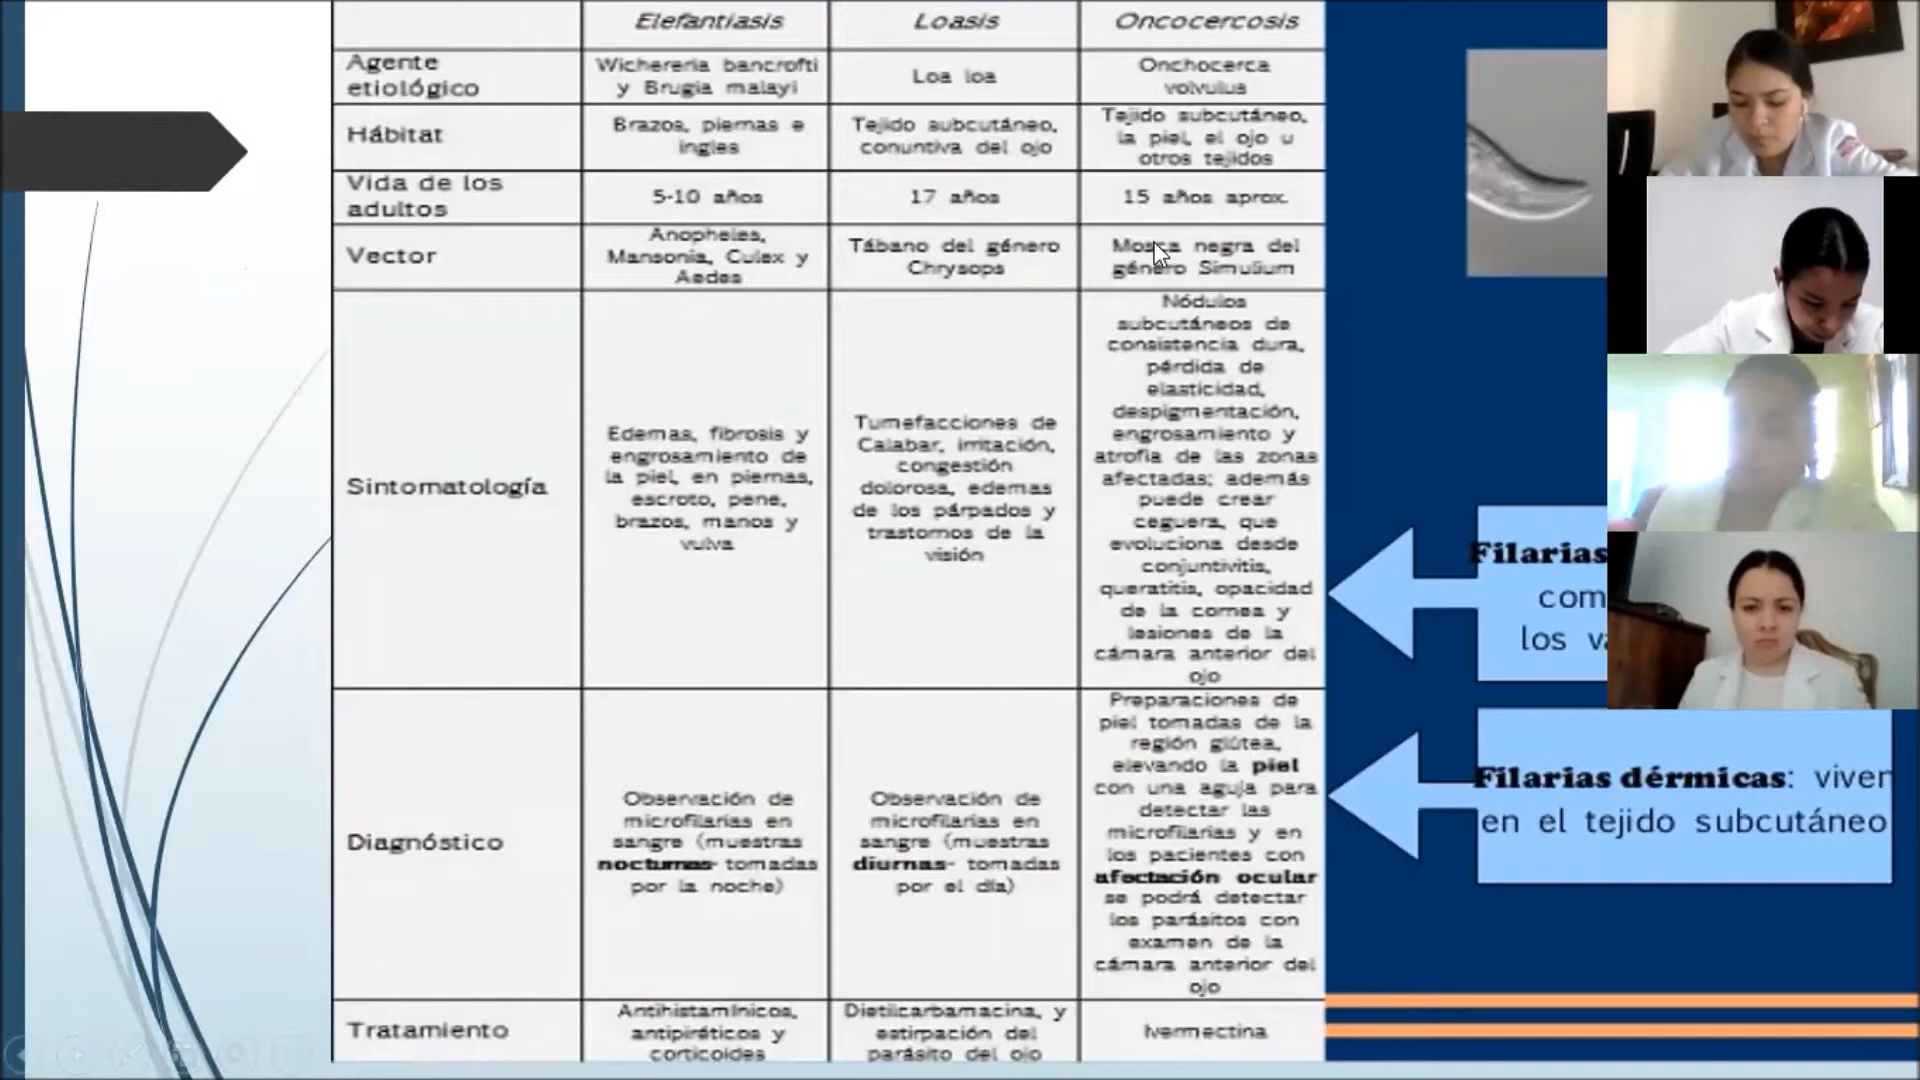 Elefantiasis
Loasis
Oncocercosis
Agente
etiológico
Wichereria bancrofti
y Brugia malayi
Loa loa
Onchocerca
volvulus
Hábitat
Brazos, piernas e
ingles
Tejido subcutáneo,
conuntiva del ojo
Tejido subcutáneo,
la piel, el ojo u
otros tejidos
Vida de los
adultos
5-10 años
17 años
15 años aprox.
Vector
Anopheles,
Mansonia, Culex y
Aedes
Tábano del género
Chrysops
Mosca negra del
género Simulium
Sintomatología
Edemas, fibrosis y
engrosamiento de
la piel, en piernas,
escroto, pene,
brazos, manos y
vulva
Tumefacciones de
Calabar, irritación,
congestión
dolorosa, edemas
de los párpados y
trastornos de la
visión
Nódulos
subcutáneos de
consistencia dura,
pérdida de
elasticidad,
despigmentación,
engrosamiento y
atrofia de las zonas
afectadas; además
puede crear
ceguera, que
evoluciona desde
conjuntivitis,
queratitis, opacidad
de la cornea y
lesiones de la
cámara anterior del
ojo
Diagnóstico
Observación de
microfilarias en
sangre (muestras
nocturnas- tomadas
por la noche)
Observación de
microfilarias en
sangre (muestras
diurnas- tomadas
por el día)
Preparaciones de
piel tomadas de la
región glútea,
elevando la piel
con una aguja para
detectar las
microfilarias y en
los pacientes con
afectación ocular
se podrá detectar
los parásitos con
examen de la
cámara anterior del
ojo
Tratamiento
Antihistamínicos,
antipiréticos y
corticoides
Dietilcarbamacina, y
estirpación del
parásito del ojo
Ivermectina
Filarias
com
los va
Filarias dérmicas: viven
en el tejido subcutáneo